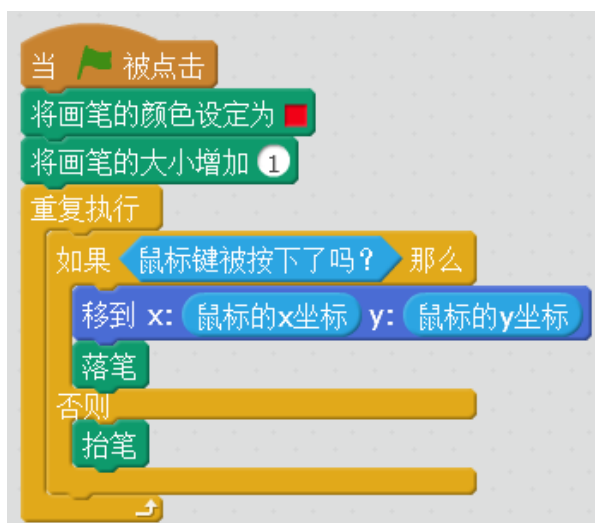 当 被点击
将画笔的颜色设定为
将画笔的大小增加 1
重复执行
如果 鼠标键被按下了吗? 那么
移到 x: 鼠标的x坐标 y: 鼠标的y坐标
落笔
否则
抬笔